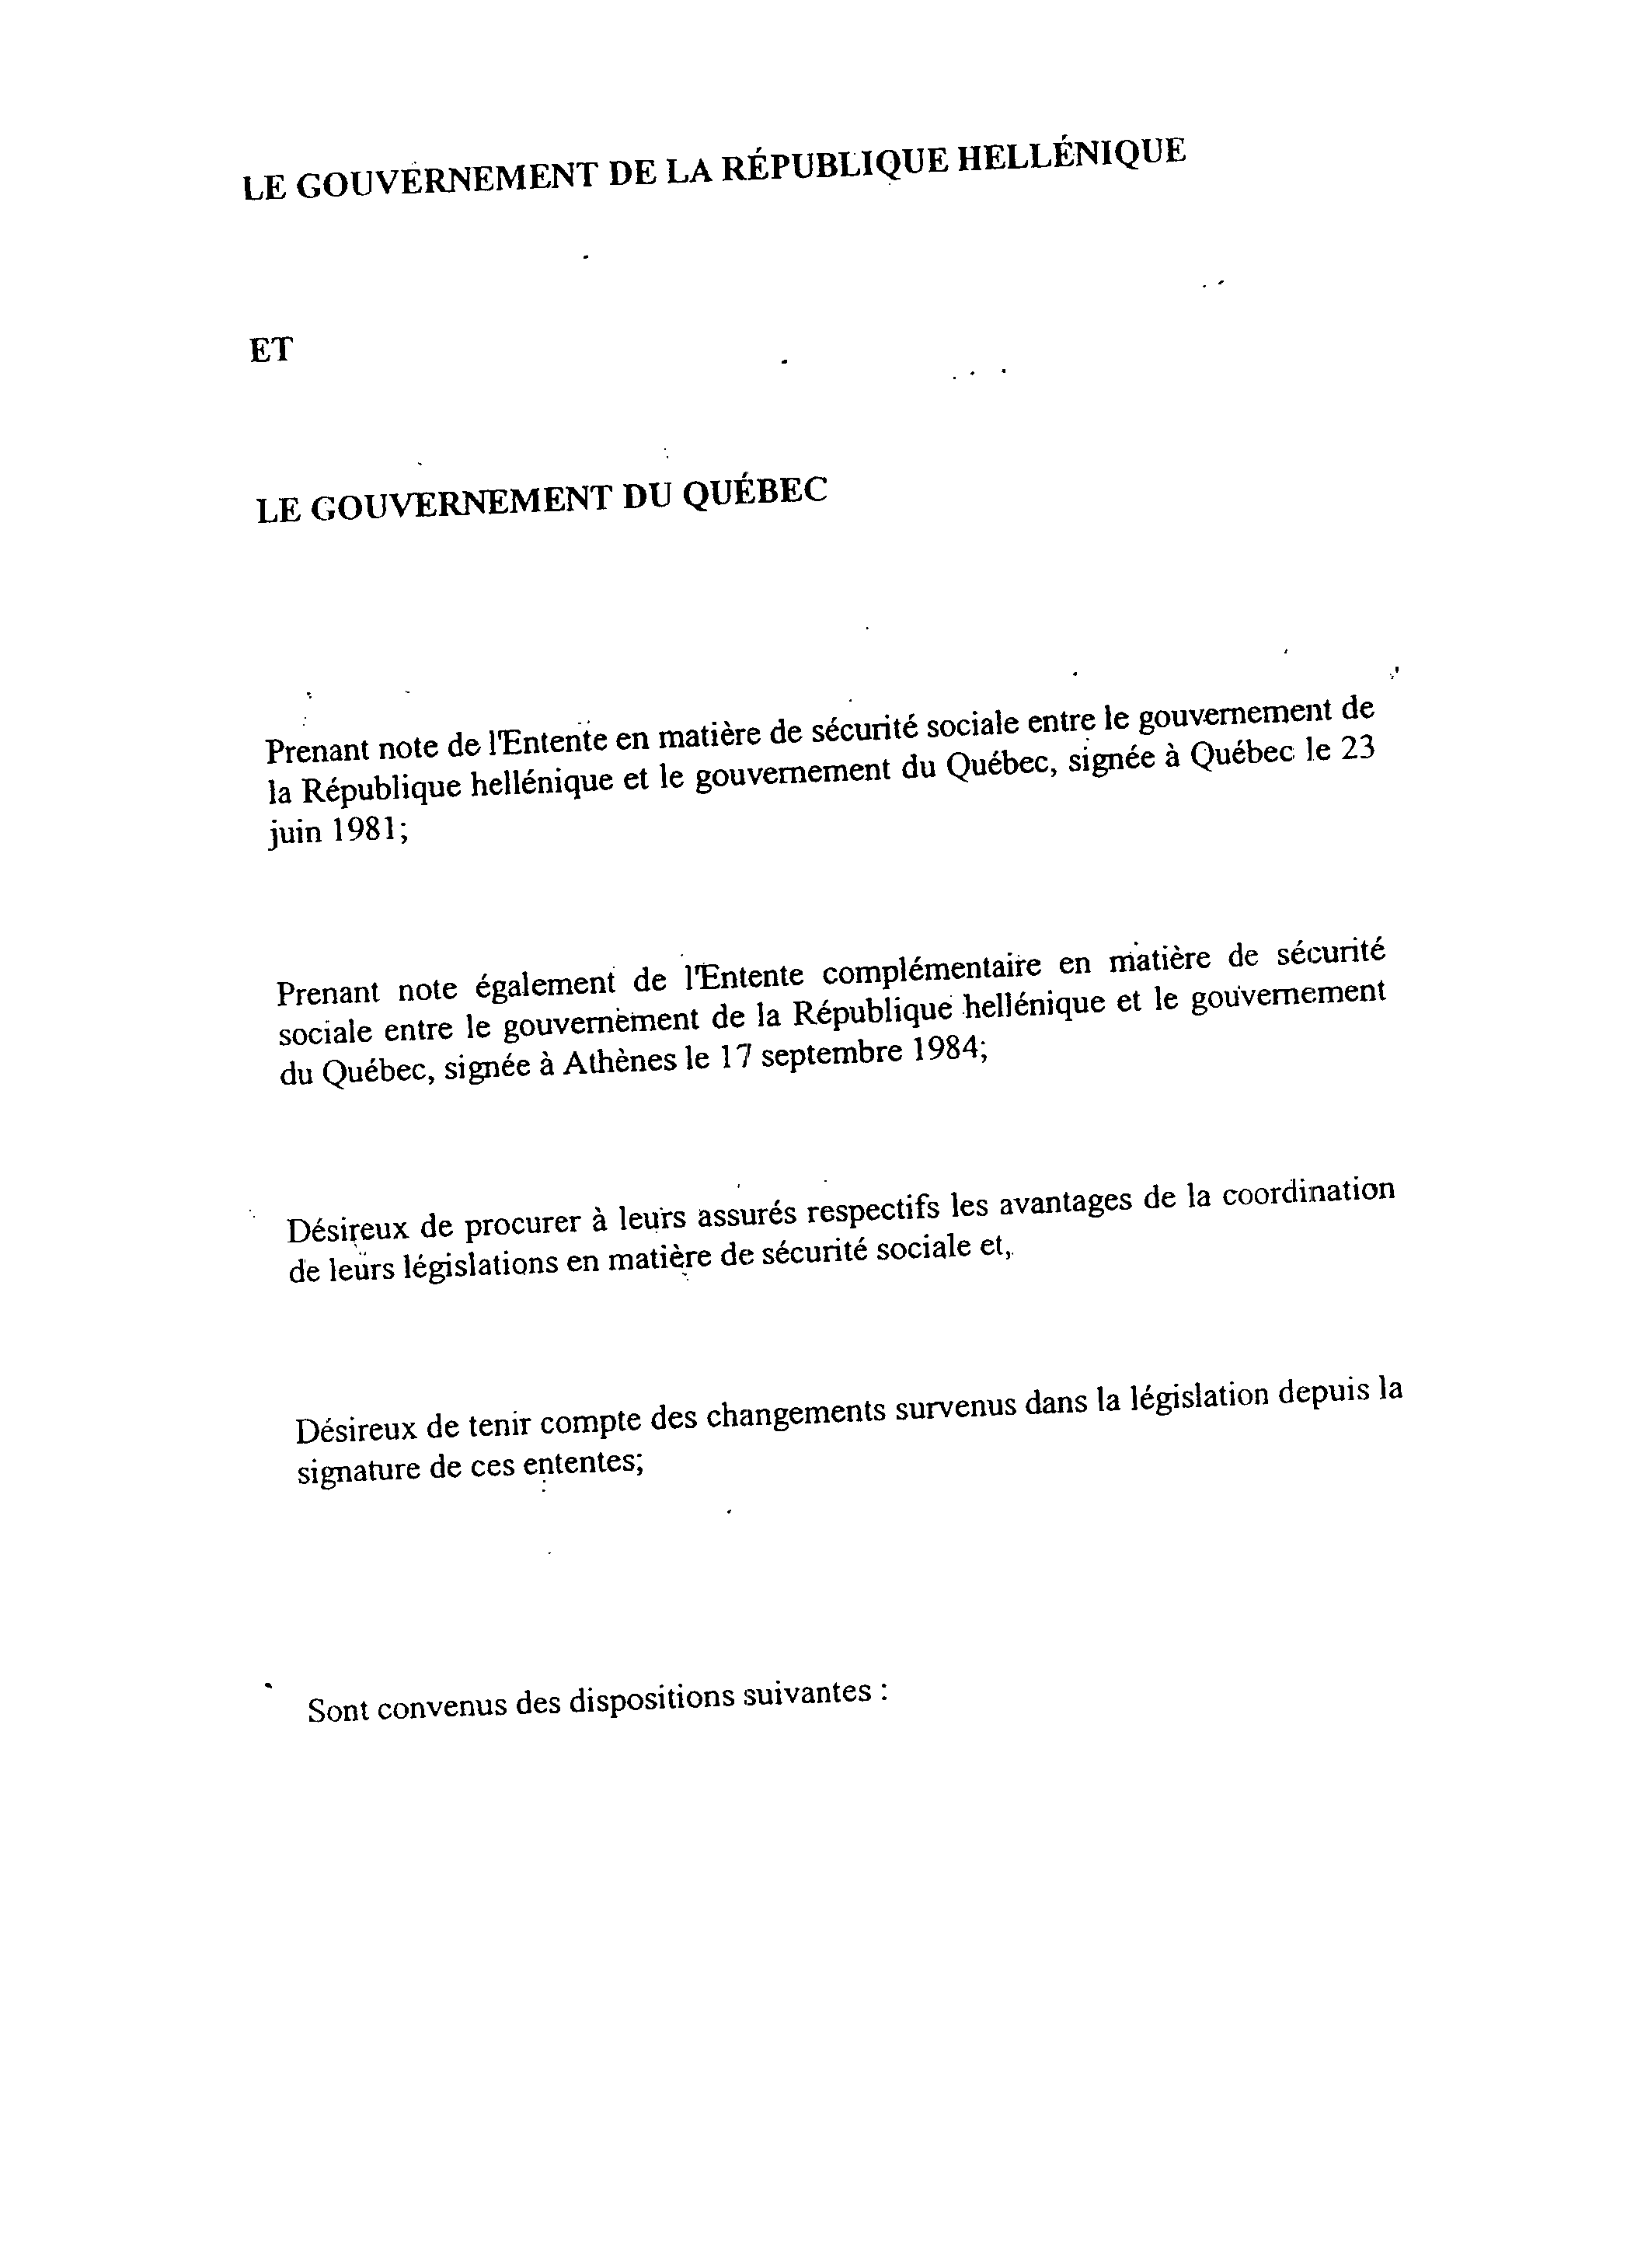 LE GOUVERNEMENT DE LA RÉPUBLIQUE HELLÉNIQUE
ET
LE GOUVERNEMENT DU QUÉBEC
Prenant note de l'Entente en matière de sécurité sociale entre le gouvernement de
la République hellénique et le gouvernement du Québec, signée à Québec le 23
juin 1981;
Prenant note également de l'Entente complémentaire en matière de sécurité
sociale entre le gouvernement de la République hellénique et le gouvernement
du Québec, signée à Athènes le 17 septembre 1984;
Désireux de procurer à leurs assurés respectifs les avantages de la coordination
de leurs législations en matière de sécurité sociale et,
Désireux de tenir compte des changements survenus dans la législation depuis la
signature de ces ententes;
Sont convenus des dispositions suivantes :